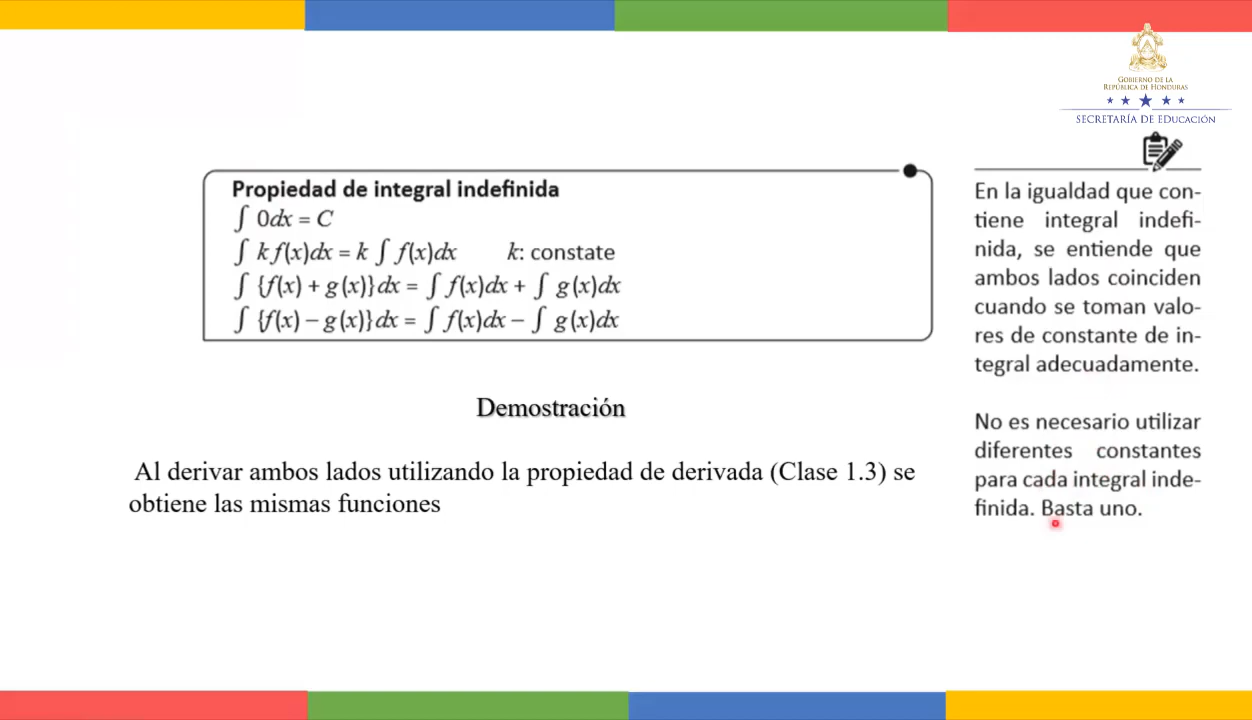 GOBIERNO DE LA
REPÚBLICA DE HONDURAS
SECRETARÍA DE EDUCACIÓN
Propiedad de integral indefinida
∫ 0dx = C
∫ k f(x)dx = k ∫ f(x)dx k: constate
∫ {f(x) + g(x)}dx = ∫ f(x)dx + ∫ g(x)dx
∫ {f(x) − g(x)}dx = ∫ f(x)dx − ∫ g(x)dx
Demostración
Al derivar ambos lados utilizando la propiedad de derivada (Clase 1.3) se
obtiene las mismas funciones
En la igualdad que con-
tiene integral indefi-
nida, se entiende que
ambos lados coinciden
cuando se toman valo-
res de constante de in-
tegral adecuadamente.
No es necesario utilizar
diferentes constantes
para cada integral inde-
finida. Basta uno.